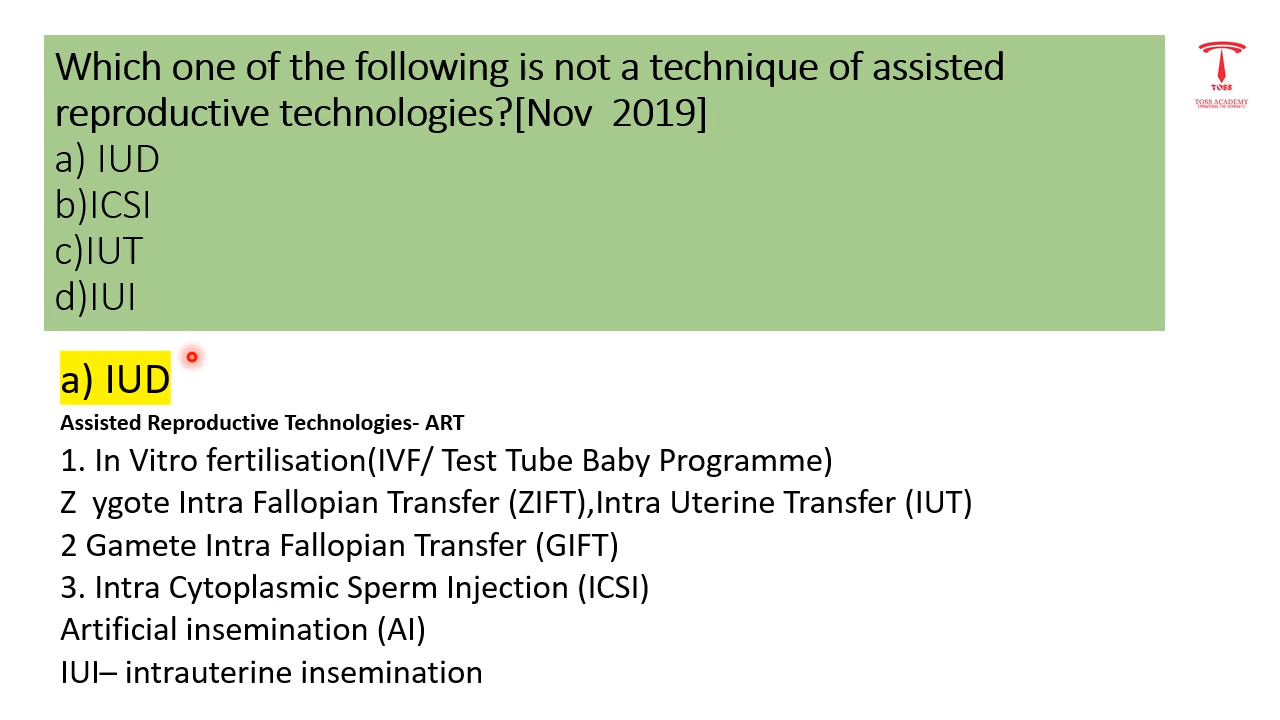 Which one of the following is not a technique of assisted
reproductive technologies?[Nov  2019]
a) IUD
b)ICSI
c)IUT
d)IUI
TOSS
TOSS ACADEMY
a) IUD
Assisted Reproductive Technologies- ART
1. In Vitro fertilisation(IVF/ Test Tube Baby Programme)
Z  ygote Intra Fallopian Transfer (ZIFT),Intra Uterine Transfer (IUT)
2 Gamete Intra Fallopian Transfer (GIFT)
3. Intra Cytoplasmic Sperm Injection (ICSI)
Artificial insemination (AI)
IUI– intrauterine insemination